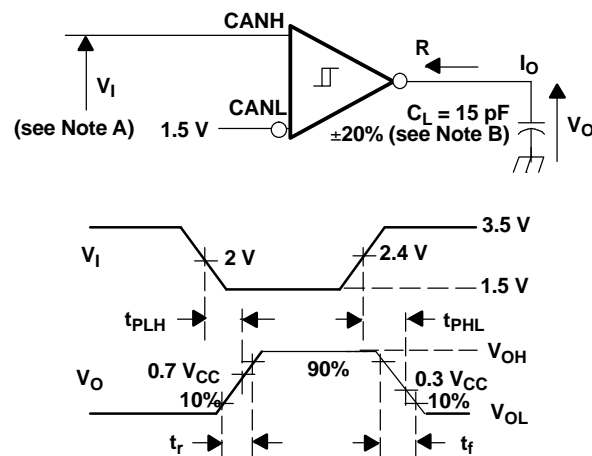 CANH
R
I_O
V_I
CANL
C_L = 15 pF
(see Note A)
1.5 V
±20% (see Note B)
V_O
3.5 V
V_I
2 V
2.4 V
1.5 V
t_PLH
t_PHL
V_OH
0.7 V_CC
90%
V_O
0.3 V_CC
10%
10%
V_OL
t_r
t_f